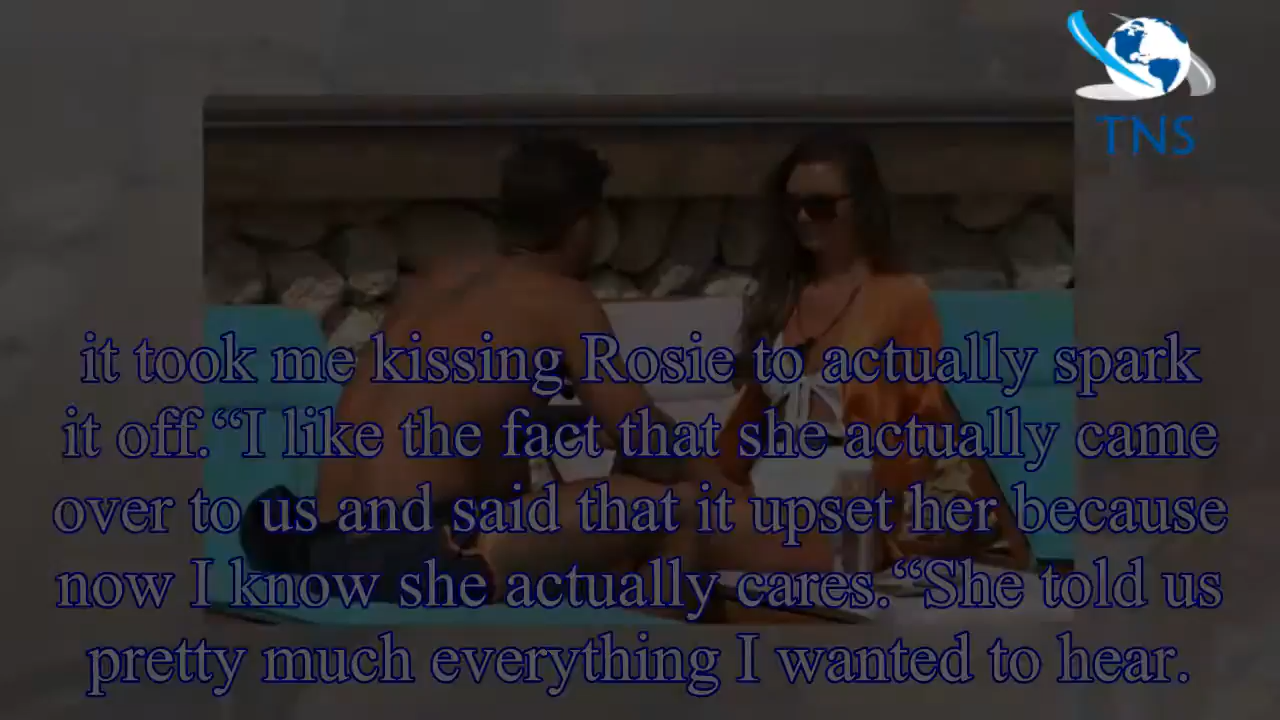 TNS
it took me kissing Rosie to actually spark
it off.“I like the fact that she actually came
over to us and said that it upset her because
now I know she actually cares.“She told us
pretty much everything I wanted to hear.